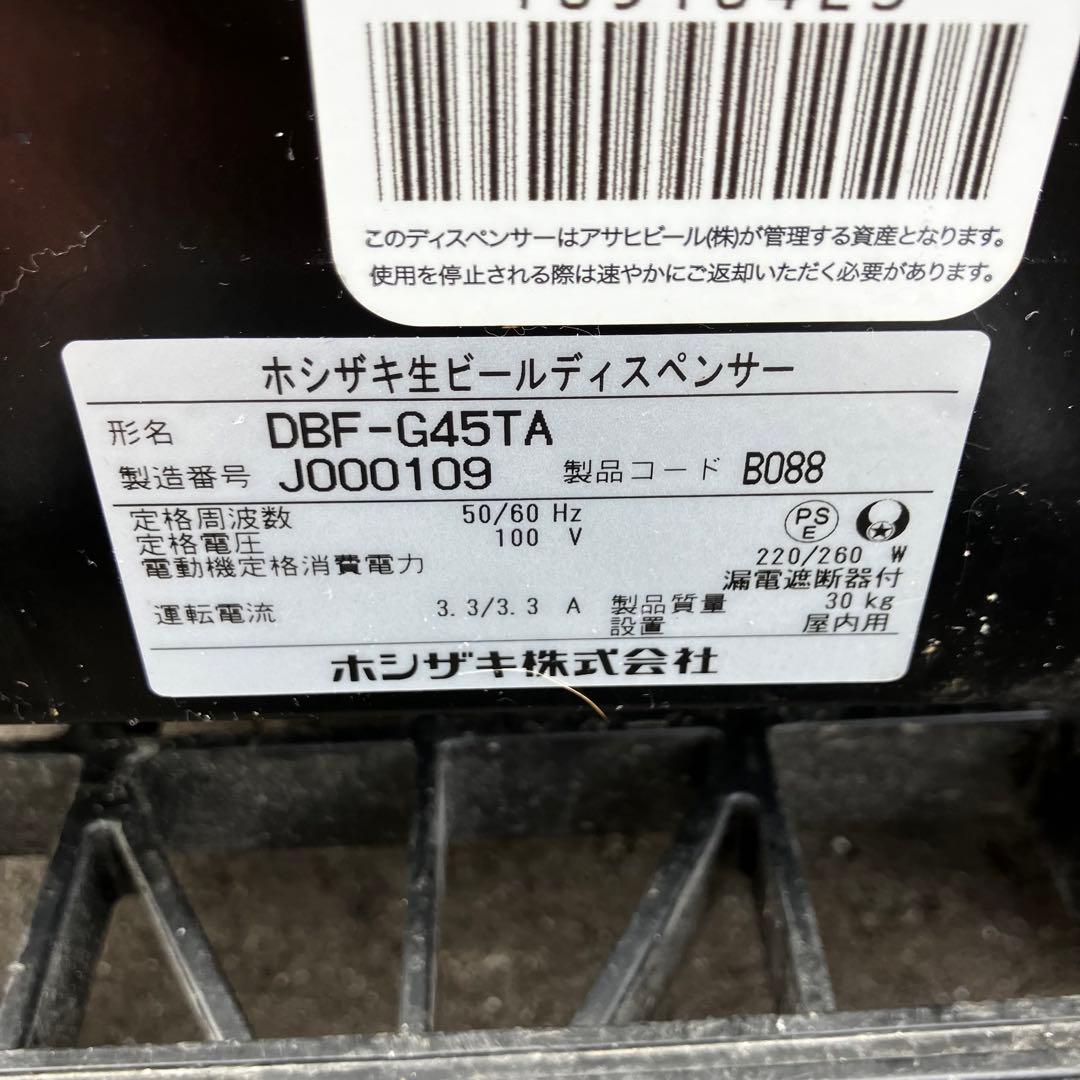 このディスペンサーはアサヒビール(株)が管理する資産となります。
使用を停止される際は速やかにご返却いただく必要があります。
ホシザキ生ビールディスペンサー
形名 DBF-G45TA
製造番号 J000109 製品コード B088
定格周波数 50/60 Hz
PS E
定格電圧 100 V
電動機定格消費電力 220/260 W
漏電遮断器付
運転電流 3.3/3.3 A 製品質量 30 kg
設置 屋内用
ホシザキ株式会社